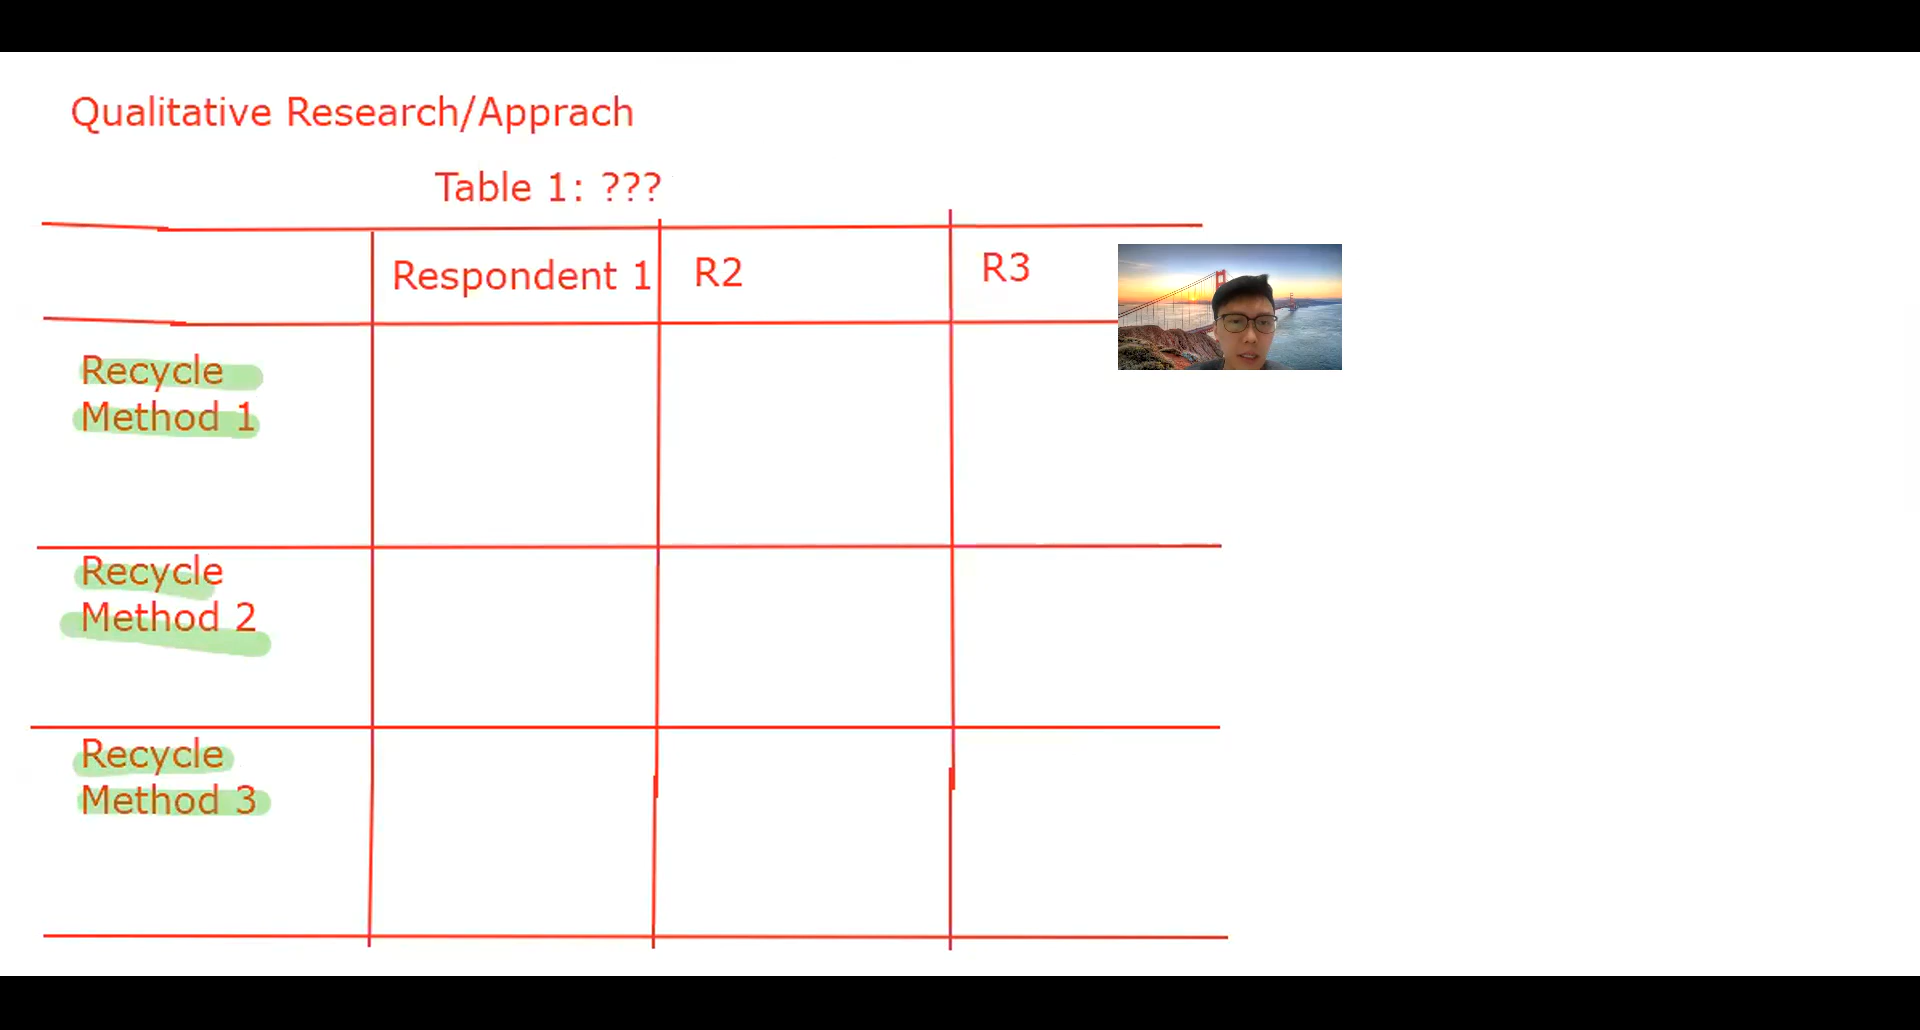 Qualitative Research/Apprach
Table 1: ???
Respondent 1 R2 R3
Recycle
Method 1
Recycle
Method 2
Recycle
Method 3